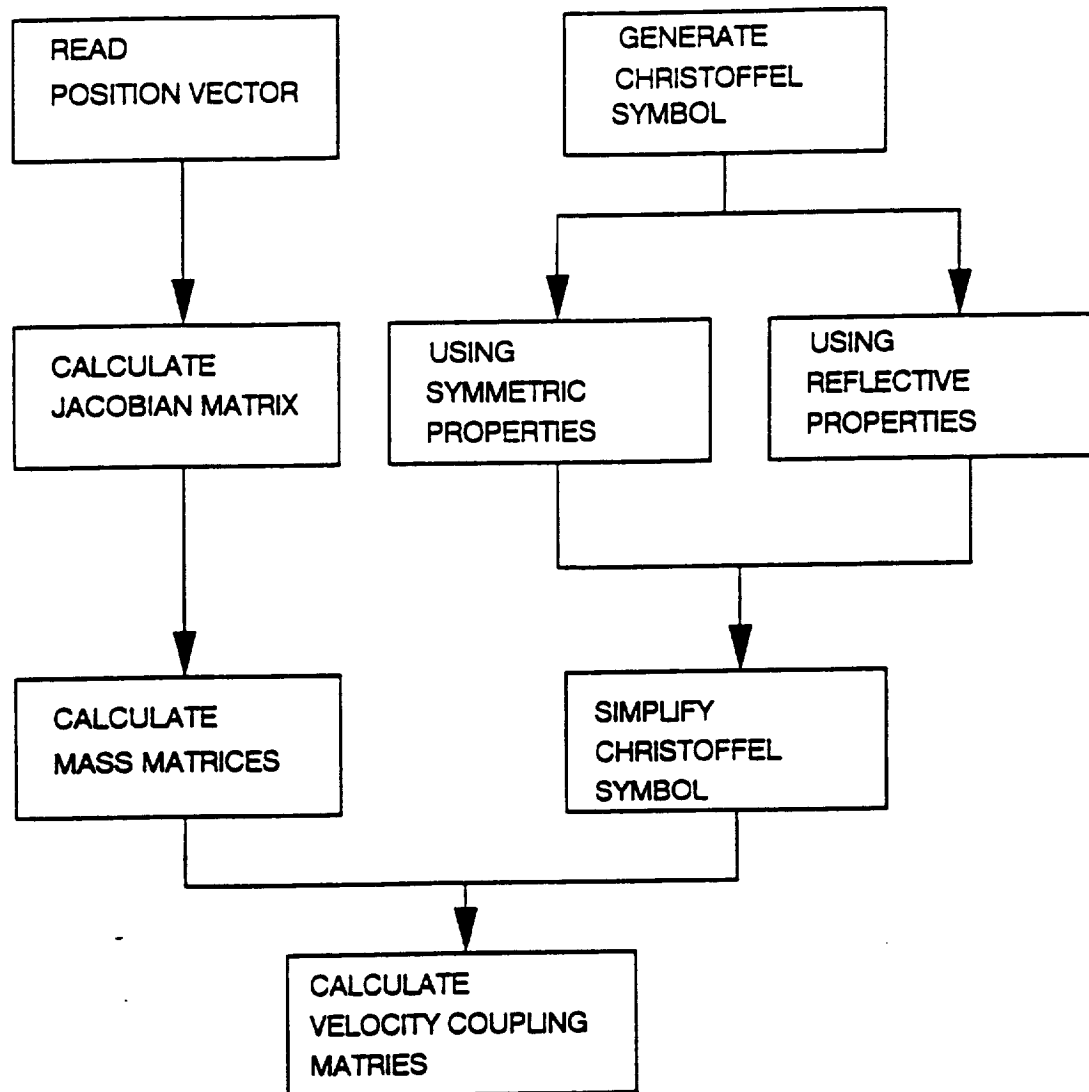 READ
POSITION VECTOR
GENERATE
CHRISTOFFEL
SYMBOL
CALCULATE
JACOBIAN MATRIX
USING
SYMMETRIC
PROPERTIES
USING
REFLECTIVE
PROPERTIES
CALCULATE
MASS MATRICES
SIMPLIFY
CHRISTOFFEL
SYMBOL
CALCULATE
VELOCITY COUPLING
MATRIES